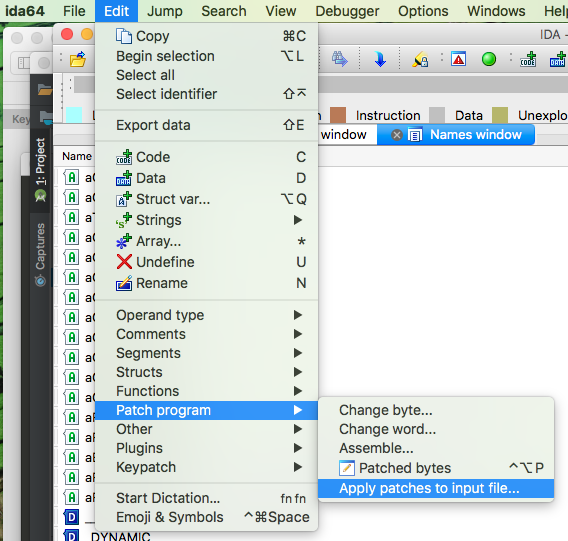 ida64 File Edit Jump Search View Debugger Options Windows Help
IDA -
Copy ⌘C
Begin selection ⌥L
Select all
Select identifier ⇧⌅
Export data ⇧E
Code C
Data D
Struct var... ⌥Q
Strings
Array... *
Undefine U
Rename N
Operand type
Comments
Segments
Structs
Functions
Patch program
Other
Plugins
Keypatch
Start Dictation... fn fn
Emoji & Symbols ^⌘Space
Change byte...
Change word...
Assemble...
Patched bytes ^⌥P
Apply patches to input file...
Instruction Data Unexplo
window Names window
Name
Key
1: Project
Captures
DYNAMIC